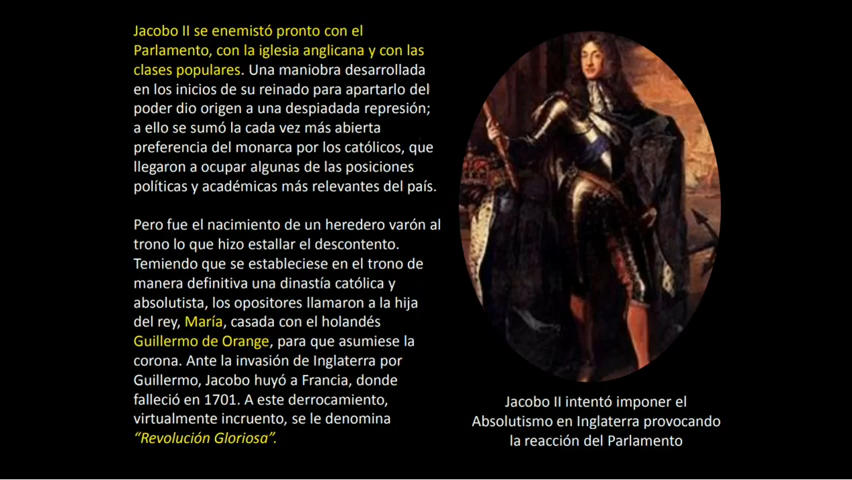 Jacobo II se enemistó pronto con el
Parlamento, con la iglesia anglicana y con las
clases populares. Una maniobra desarrollada
en los inicios de su reinado para apartarlo del
poder dio origen a una despiadada represión;
a ello se sumó la cada vez más abierta
preferencia del monarca por los católicos, que
llegaron a ocupar algunas de las posiciones
políticas y académicas más relevantes del país.
Pero fue el nacimiento de un heredero varón al
trono lo que hizo estallar el descontento.
Temiendo que se estableciese en el trono de
manera definitiva una dinastía católica y
absolutista, los opositores llamaron a la hija
del rey, María, casada con el holandés
Guillermo de Orange, para que asumiese la
corona. Ante la invasión de Inglaterra por
Guillermo, Jacobo huyó a Francia, donde
falleció en 1701. A este derrocamiento,
virtualmente incruento, se le denomina
“Revolución Gloriosa”.
Jacobo II intentó imponer el
Absolutismo en Inglaterra provocando
la reacción del Parlamento